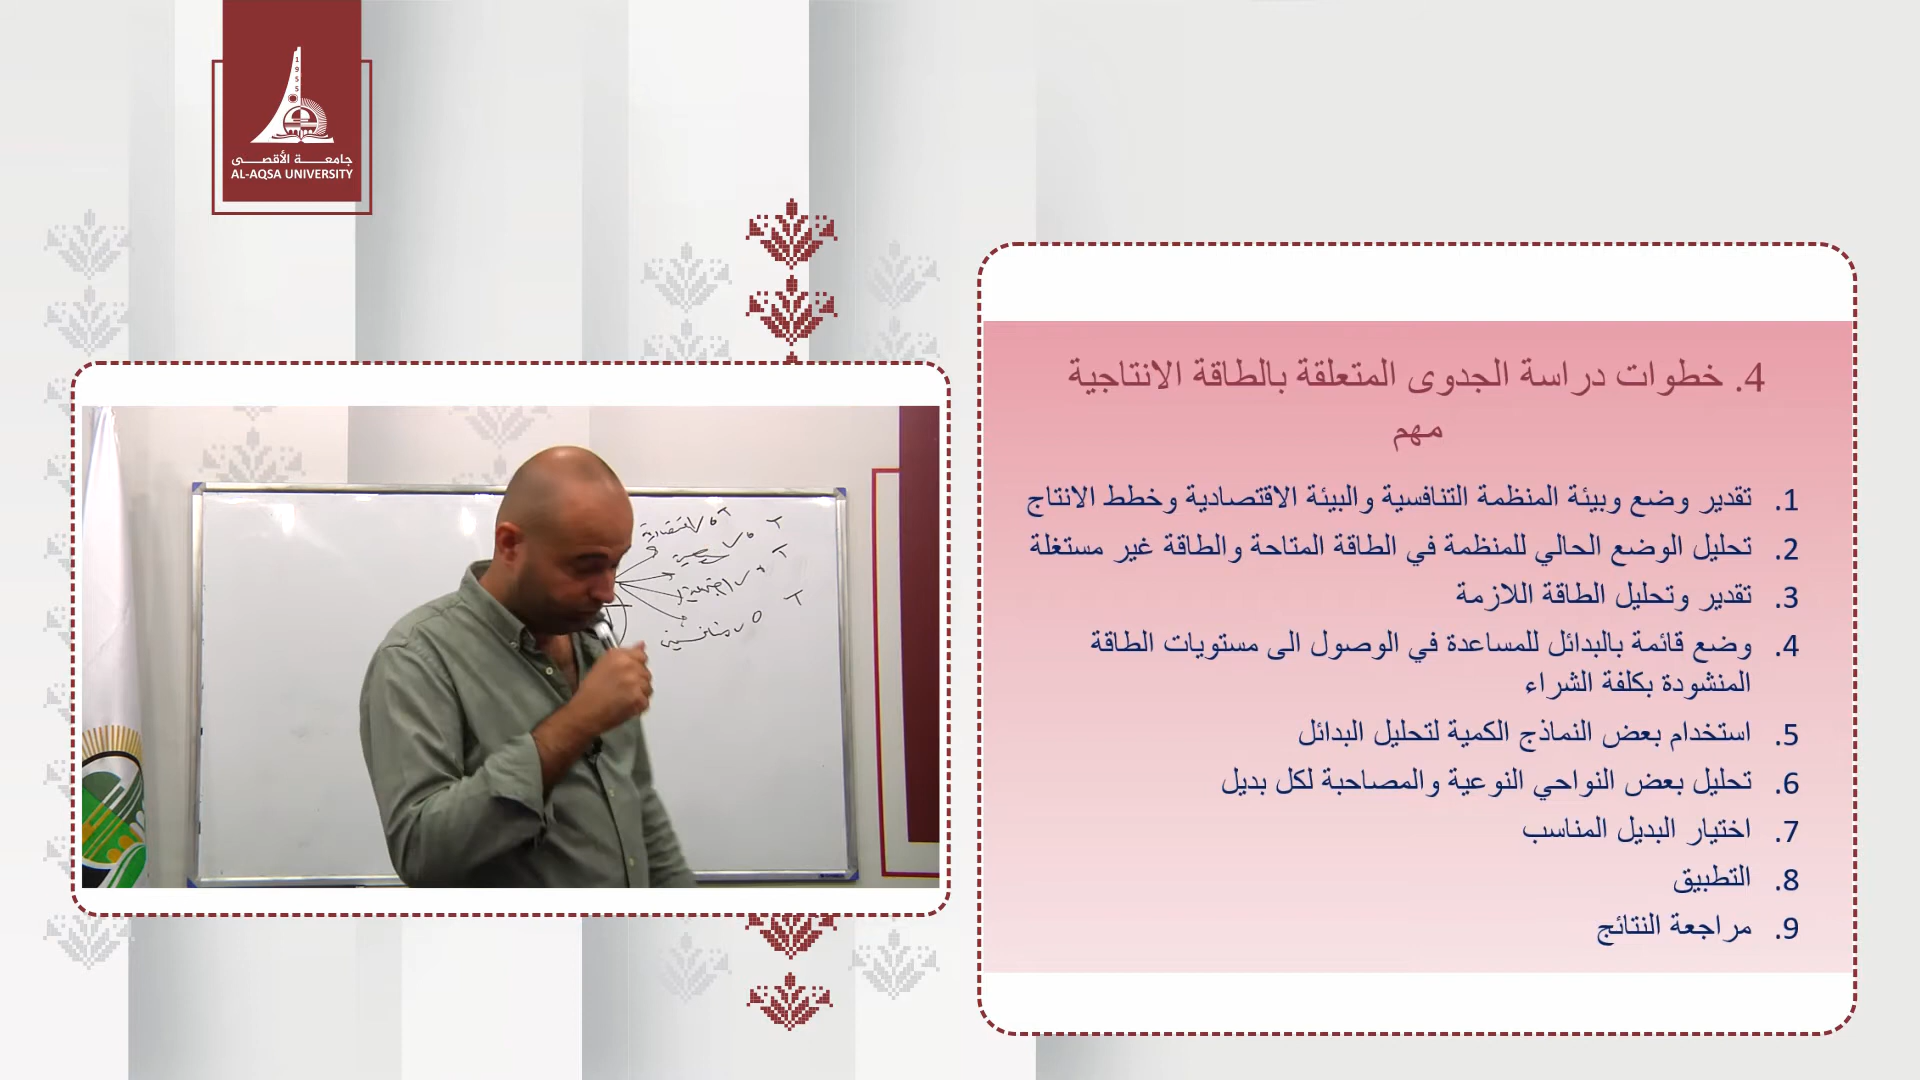 1955
جامعة الأقصى
AL-AQSA UNIVERSITY
4. خطوات دراسة الجدوى المتعلقة بالطاقة الانتاجية
مهم
1. تقدير وضع وبيئة المنظمة التنافسية والبيئة الاقتصادية وخطط الانتاج
2. تحليل الوضع الحالي للمنظمة في الطاقة المتاحة والطاقة غير مستغلة
3. تقدير وتحليل الطاقة اللازمة
4. وضع قائمة بالبدائل للمساعدة في الوصول الى مستويات الطاقة
المنشودة بكلفة الشراء
5. استخدام بعض النماذج الكمية لتحليل البدائل
6. تحليل بعض النواحي النوعية والمصاحبة لكل بديل
7. اختيار البديل المناسب
8. التطبيق
9. مراجعة النتائج